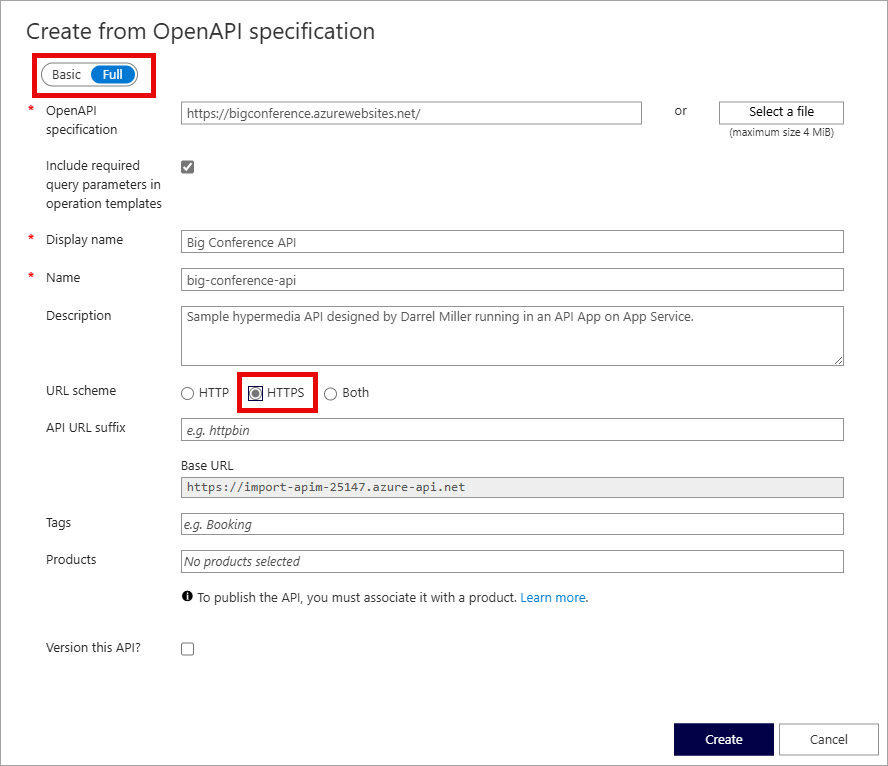 Create from OpenAPI specification
Basic Full
* OpenAPI specification
https://bigconference.azurewebsites.net/
or
Select a file
(maximum size 4 MiB)
Include required
query parameters in
operation templates
* Display name
Big Conference API
* Name
big-conference-api
Description
Sample hypermedia API designed by Darrel Miller running in an API App on App Service.
URL scheme
HTTP HTTPS Both
API URL suffix
e.g. httpbin
Base URL
https://import-apim-25147.azure-api.net
Tags
e.g. Booking
Products
No products selected
To publish the API, you must associate it with a product. Learn more.
Version this API?
Create Cancel